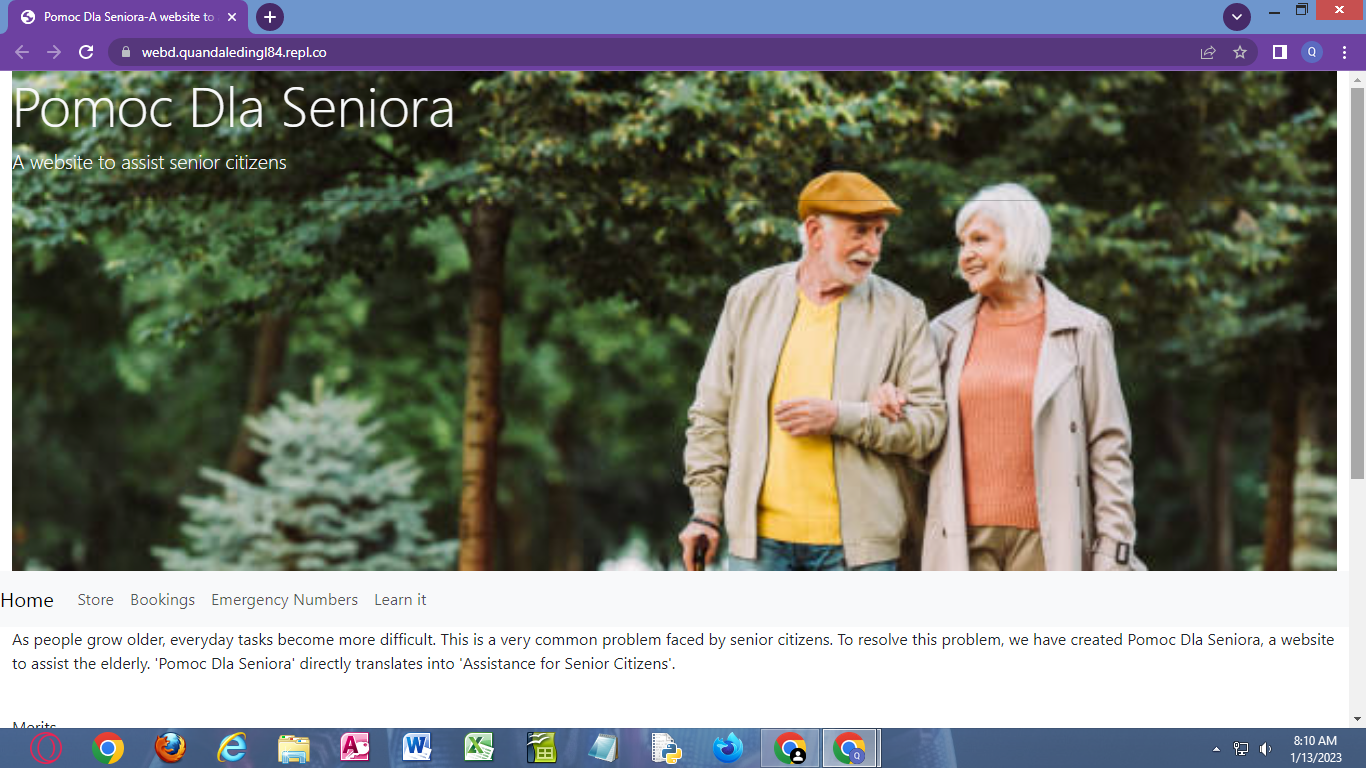 Pomoc Dla Seniora-A website to
webd.quandaledingl84.repl.co
Q
Pomoc Dla Seniora
A website to assist senior citizens
Home Store Bookings Emergency Numbers Learn it
As people grow older, everyday tasks become more difficult. This is a very common problem faced by senior citizens. To resolve this problem, we have created Pomoc Dla Seniora, a website
to assist the elderly. 'Pomoc Dla Seniora' directly translates into 'Assistance for Senior Citizens'.
Merits
8:10 AM
1/13/2023